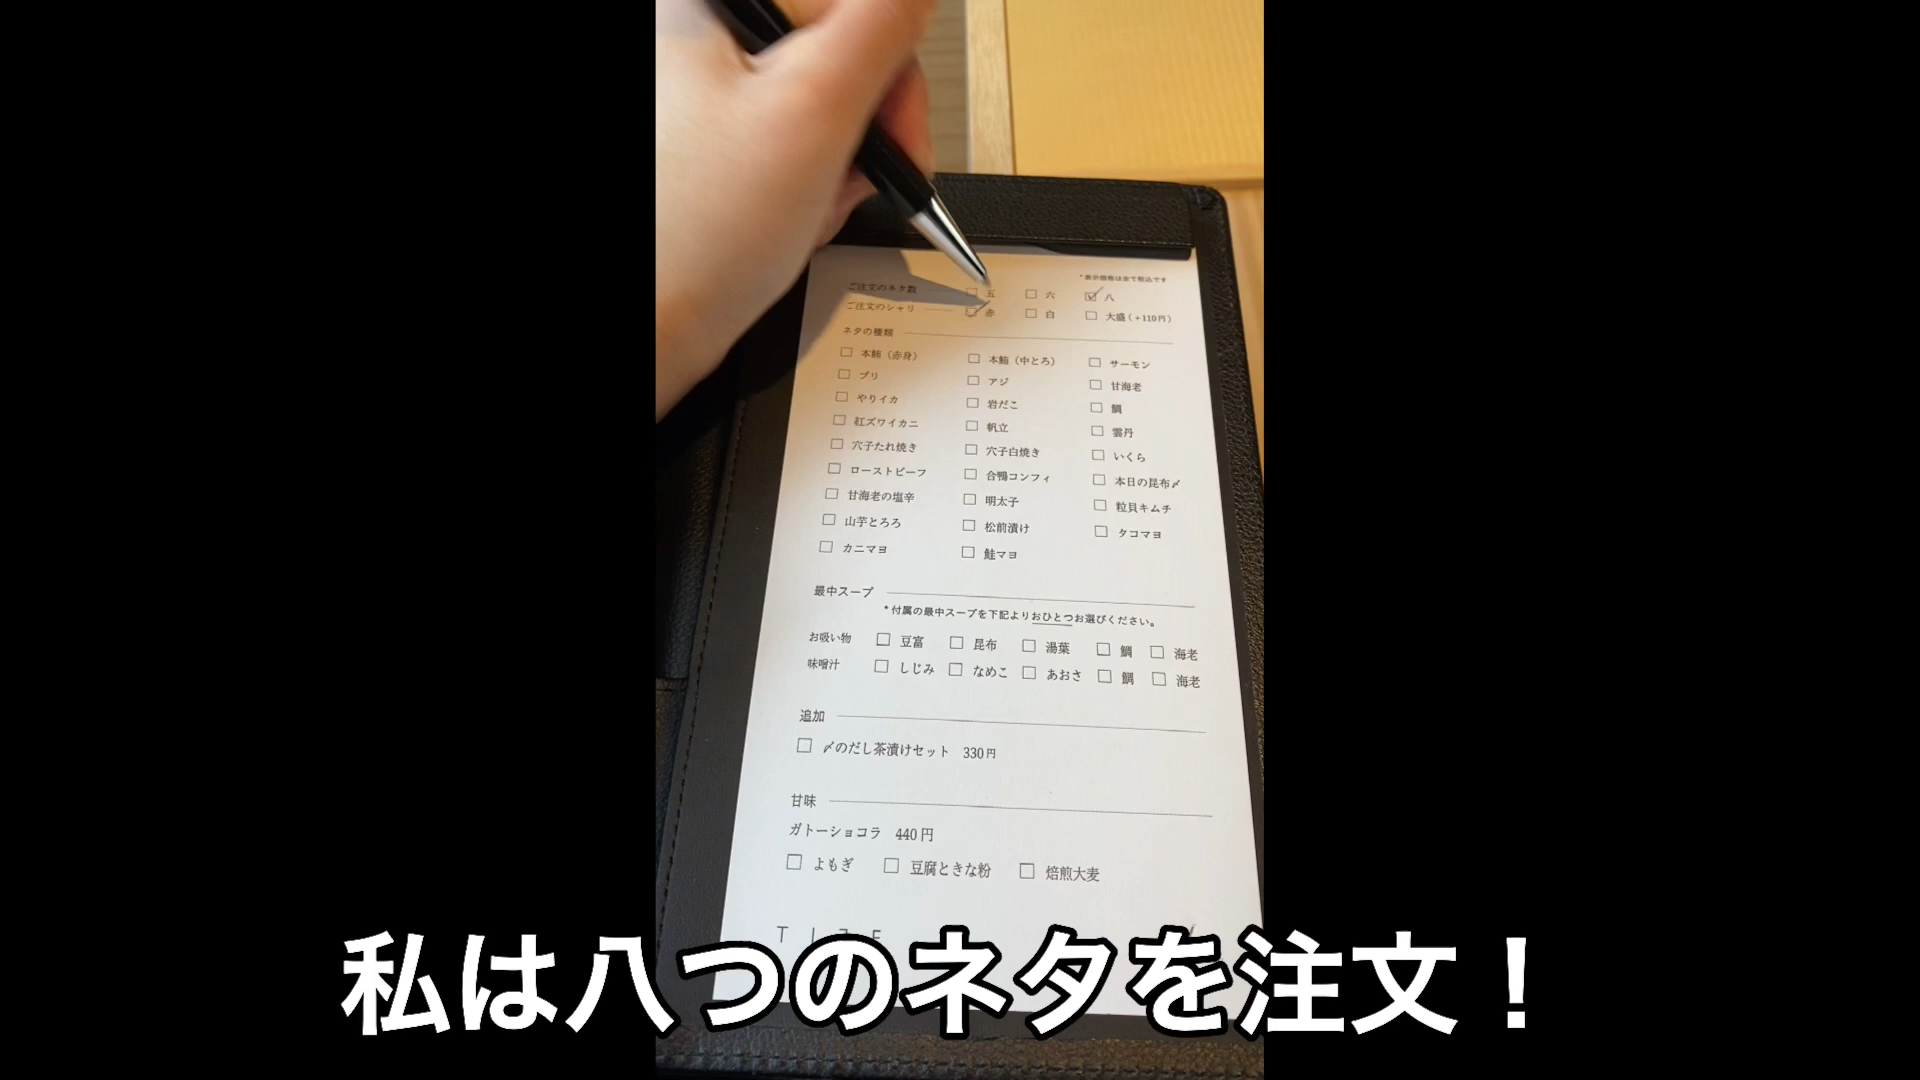 *表示価格は全て税込です
ご注文のネタ数 五 六 八
ご注文のシャリ 赤 白 大盛（+110円）
ネタの種類
本鮪（赤身） 本鮪（中とろ） サーモン
ブリ アジ 甘海老
やりイカ 岩だこ 鯛
紅ズワイカニ 帆立 雲丹
穴子たれ焼き 穴子白焼き いくら
ローストビーフ 合鴨コンフィ 本日の昆布〆
甘海老の塩辛 明太子 粒貝キムチ
山芋とろろ 松前漬け タコマヨ
カニマヨ 鮭マヨ
最中スープ
*付属の最中スープを下記よりおひとつお選びください。
お吸い物 豆富 昆布 湯葉 鯛 海老
味噌汁 しじみ なめこ あおさ 鯛 海老
追加
〆のだし茶漬けセット 330円
甘味
ガトーショコラ 440円
よもぎ 豆腐ときな粉 焙煎大麦
私は八つのネタを注文！